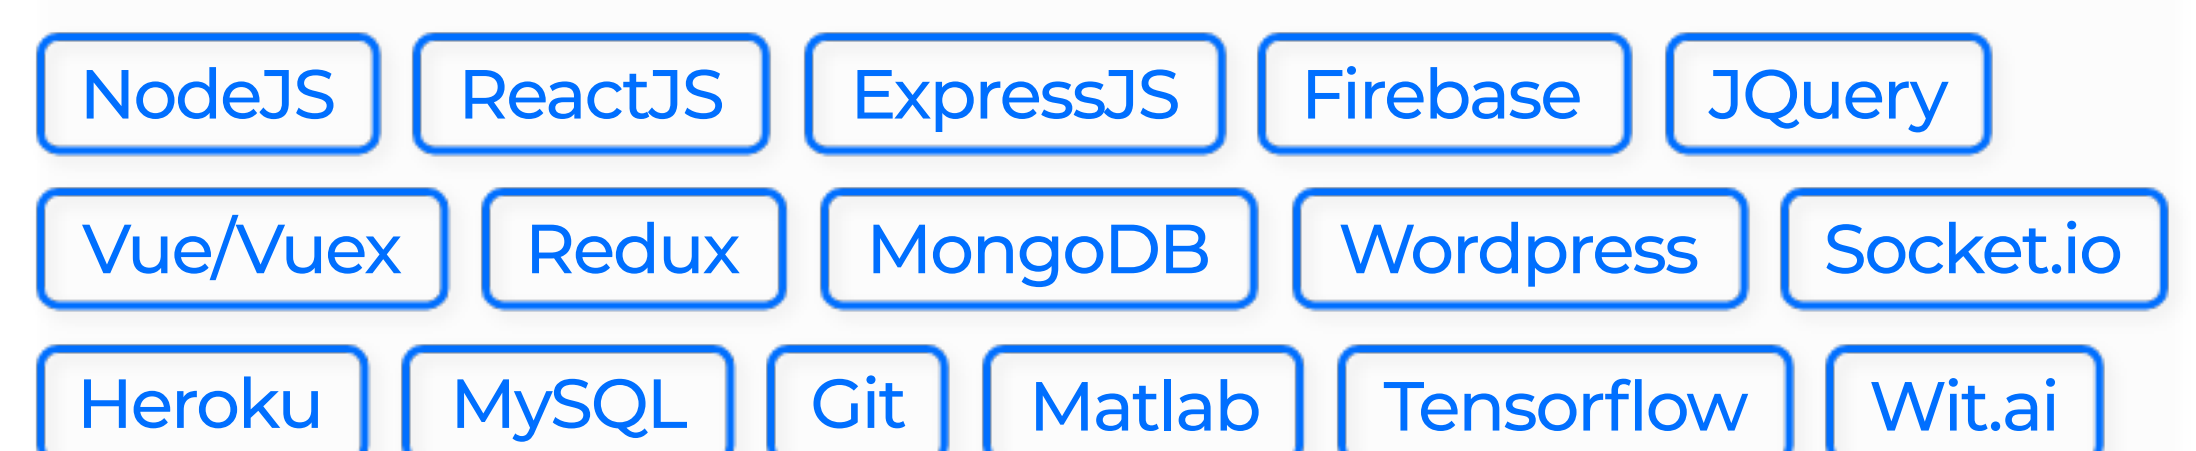 NodeJS ReactJS ExpressJS Firebase JQuery
Vue/Vuex Redux MongoDB Wordpress Socket.io
Heroku MySQL Git Matlab Tensorflow Wit.ai